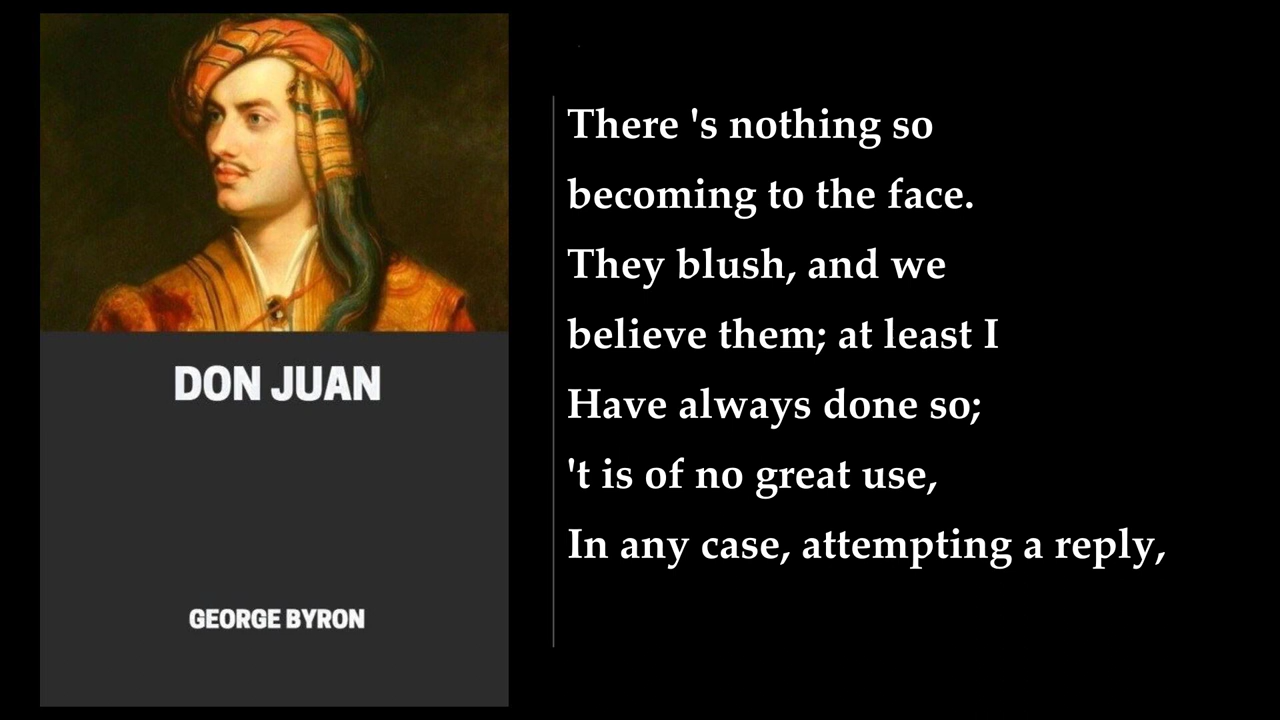 DON JUAN
GEORGE BYRON
There 's nothing so
becoming to the face.
They blush, and we
believe them; at least I
Have always done so;
't is of no great use,
In any case, attempting a reply,